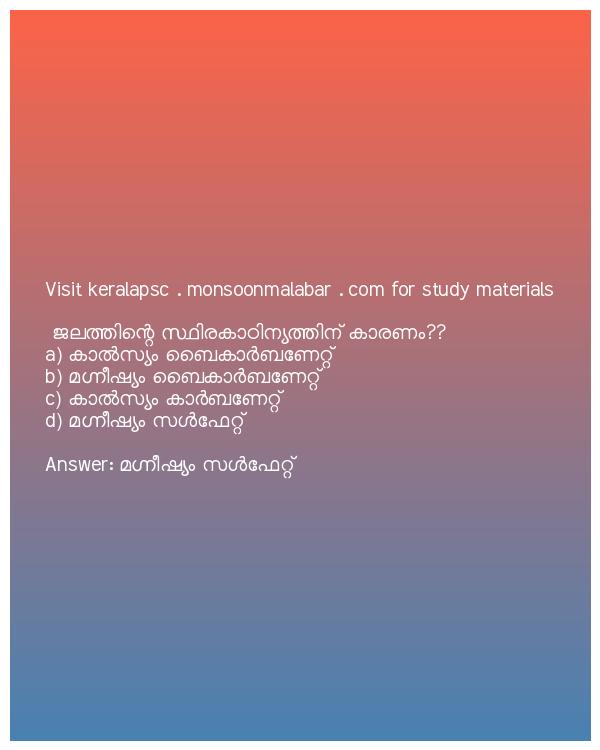 Visit keralapsc . monsoonmalabar . com for study materials
ജലത്തിന്റെ സ്ഥിരകാഠിന്യത്തിന് കാരണം??
a) കാൽസ്യം ബൈകാർബണേറ്റ്
b) മഗ്നീഷ്യം ബൈകാർബണേറ്റ്
c) കാൽസ്യം കാർബണേറ്റ്
d) മഗ്നീഷ്യം സൾഫേറ്റ്
Answer: മഗ്നീഷ്യം സൾഫേറ്റ്